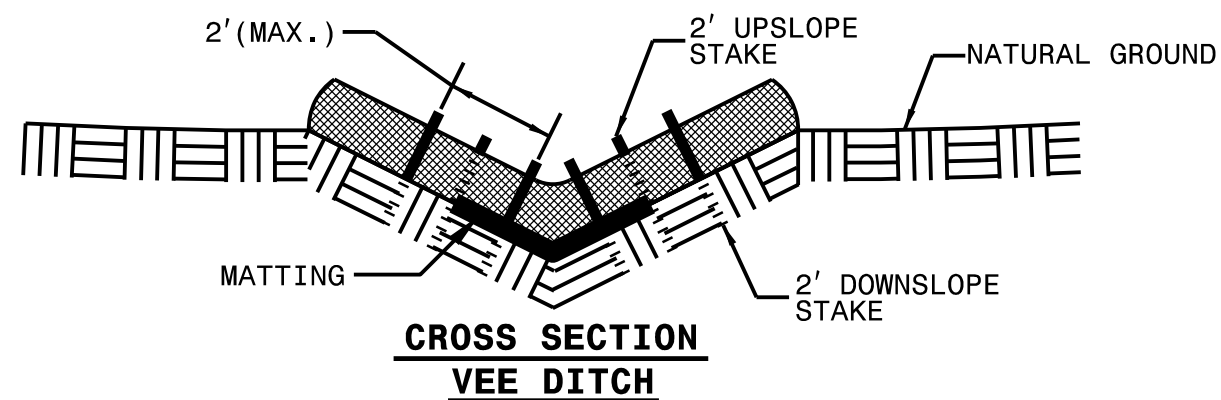 2'(MAX.)
2' UPSLOPE
STAKE
NATURAL GROUND
MATTING
2' DOWNSLOPE
STAKE
CROSS SECTION
VEE DITCH